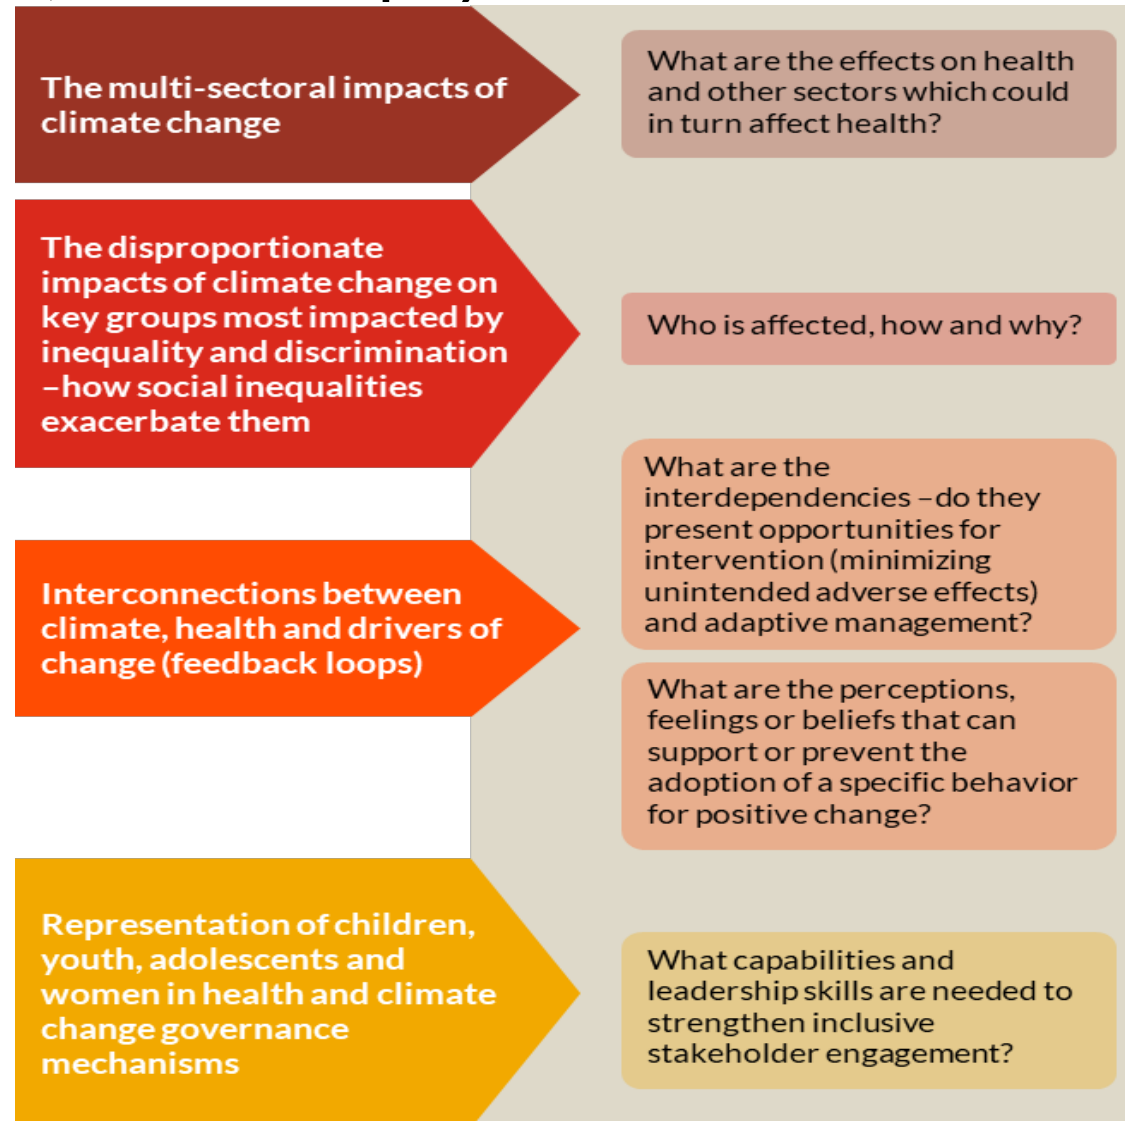 The multi-sectoral impacts of
climate change
What are the effects on health
and other sectors which could
in turn affect health?
The disproportionate
impacts of climate change on
key groups most impacted by
inequality and discrimination
–how social inequalities
exacerbate them
Who is affected, how and why?
Interconnections between
climate, health and drivers of
change (feedback loops)
What are the
interdependencies –do they
present opportunities for
intervention (minimizing
unintended adverse effects)
and adaptive management?
What are the perceptions,
feelings or beliefs that can
support or prevent the
adoption of a specific behavior
for positive change?
Representation of children,
youth, adolescents and
women in health and climate
change governance
mechanisms
What capabilities and
leadership skills are needed to
strengthen inclusive
stakeholder engagement?